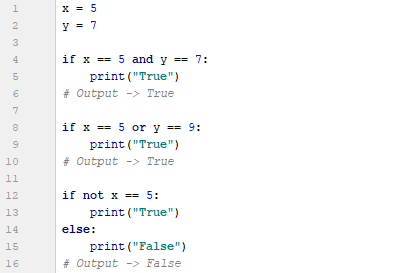 1 x = 5
2 y = 7
3
4 if x == 5 and y == 7:
5     print("True")
6 # Output -> True
7
8 if x == 5 or y == 9:
9     print("True")
10 # Output -> True
11
12 if not x == 5:
13     print("True")
14 else:
15     print("False")
16 # Output -> False